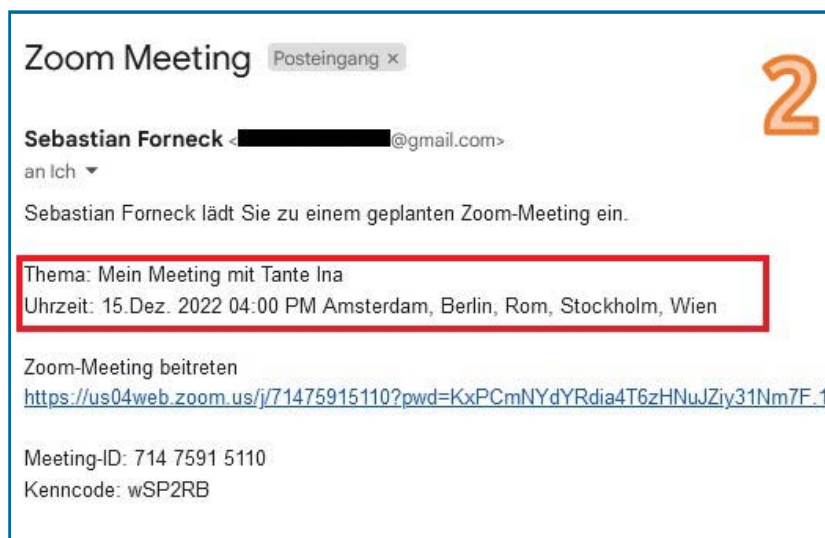 Zoom Meeting Posteingang ×
2
Sebastian Forneck < @gmail.com>
an Ich
Sebastian Forneck lädt Sie zu einem geplanten Zoom-Meeting ein.
Thema: Mein Meeting mit Tante Ina
Uhrzeit: 15.Dez. 2022 04:00 PM Amsterdam, Berlin, Rom, Stockholm, Wien
Zoom-Meeting beitreten
https://us04web.zoom.us/j/71475915110?pwd=KxPCmNYdYRdia4T6zHNuJZiy31Nm7F.1
Meeting-ID: 714 7591 5110
Kenncode: wSP2RB